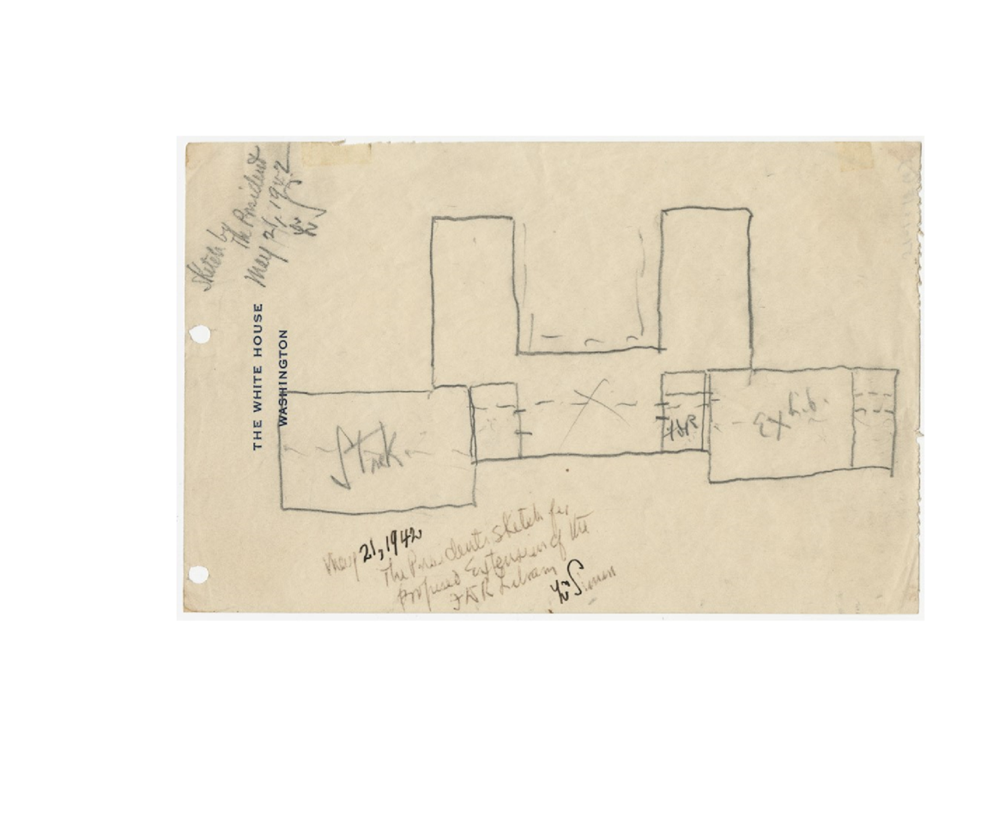 Sketch by
The President
May 21, 1942
THE WHITE HOUSE
WASHINGTON
Stack
Exhib.
May 21, 1942
The President's Sketch for
proposed Extension of the
FDR Library